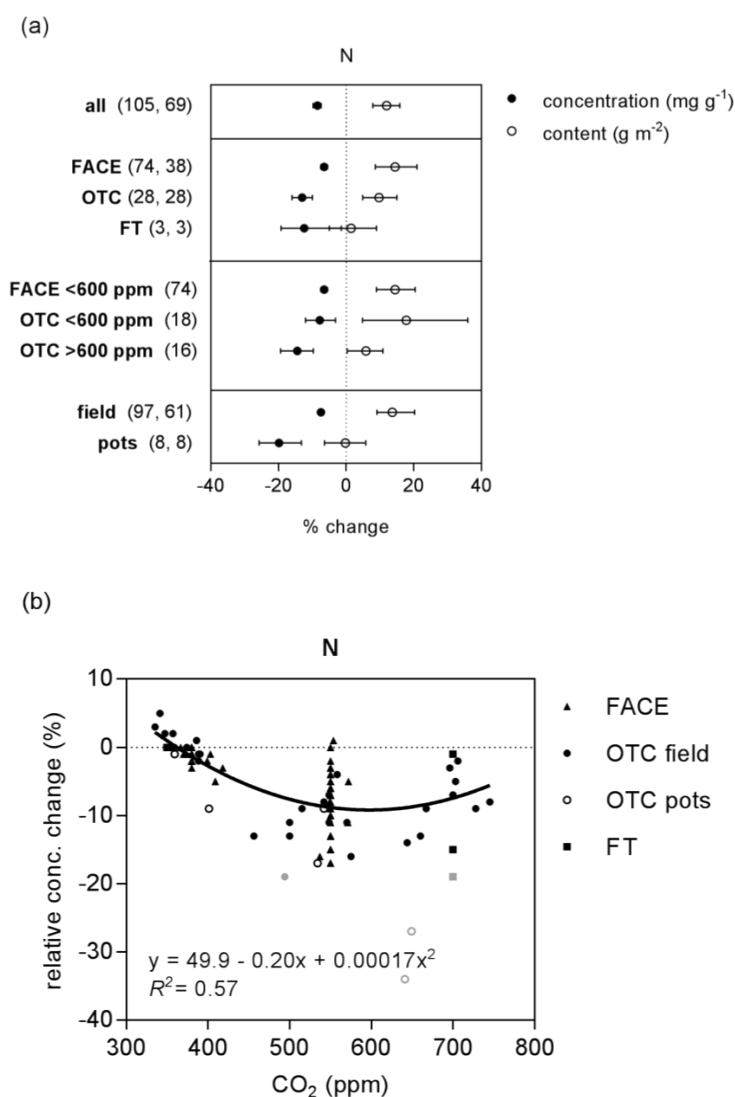 (a)
N
all (105, 69)
FACE (74, 38)
OTC (28, 28)
FT (3, 3)
FACE <600 ppm (74)
OTC <600 ppm (18)
OTC >600 ppm (16)
field (97, 61)
pots (8, 8)
-40 -20 0 20 40
% change
concentration (mg g⁻¹)
content (g m⁻²)
(b)
N
relative conc. change (%)
10
0
-10
-20
-30
-40
y = 49.9 - 0.20x + 0.00017x²
R² = 0.57
300 400 500 600 700 800
CO₂ (ppm)
FACE
OTC field
OTC pots
FT